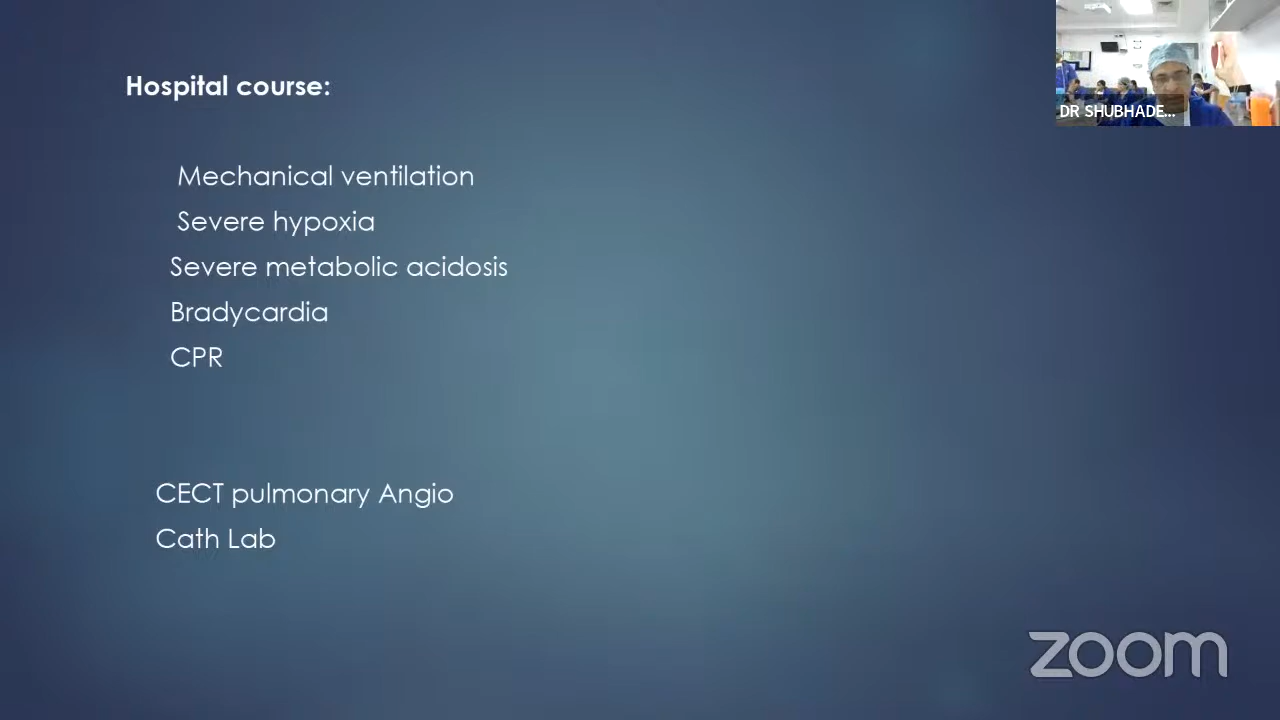 Hospital course:
DR SHUBHADE...
Mechanical ventilation
Severe hypoxia
Severe metabolic acidosis
Bradycardia
CPR
CECT pulmonary Angio
Cath Lab
zoom